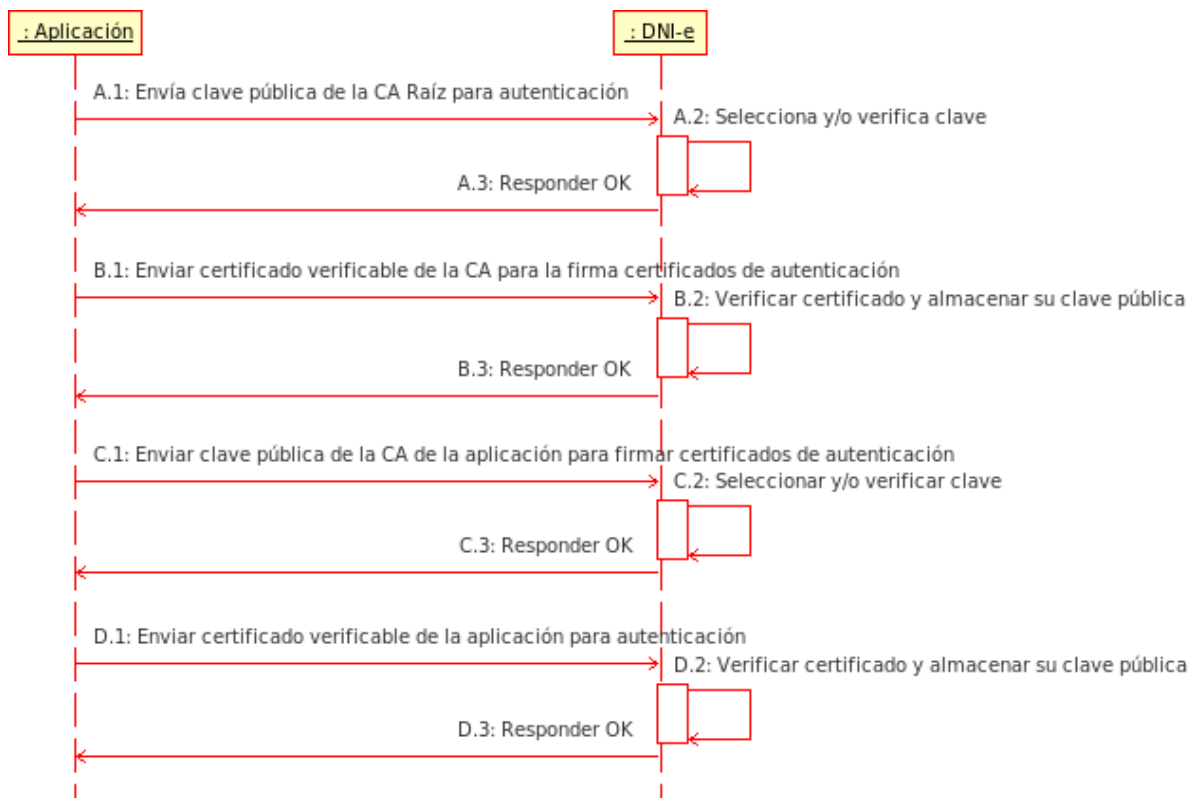 : Aplicación
: DNI-e
A.1: Envía clave pública de la CA Raíz para autenticación
A.2: Selecciona y/o verifica clave
A.3: Responder OK
B.1: Enviar certificado verificable de la CA para la firma certificados de autenticación
B.2: Verificar certificado y almacenar su clave pública
B.3: Responder OK
C.1: Enviar clave pública de la CA de la aplicación para firmar certificados de autenticación
C.2: Seleccionar y/o verificar clave
C.3: Responder OK
D.1: Enviar certificado verificable de la aplicación para autenticación
D.2: Verificar certificado y almacenar su clave pública
D.3: Responder OK